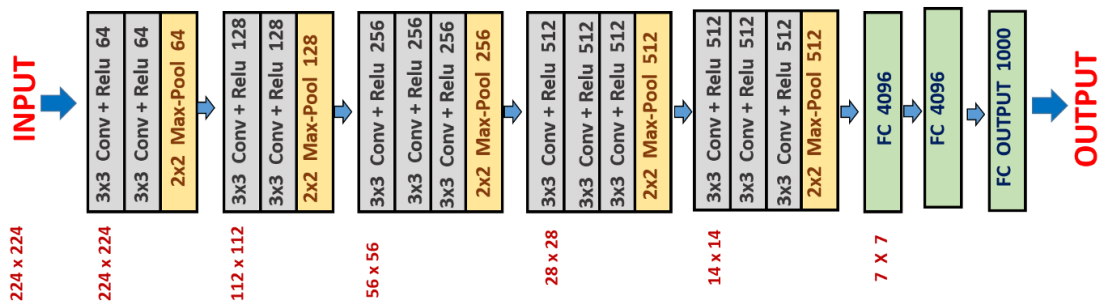 INPUT
3x3 Conv + Relu 64
3x3 Conv + Relu 64
2x2 Max-Pool 64
3x3 Conv + Relu 128
3x3 Conv + Relu 128
2x2 Max-Pool 128
3x3 Conv + Relu 256
3x3 Conv + Relu 256
3x3 Conv + Relu 256
2x2 Max-Pool 256
3x3 Conv + Relu 512
3x3 Conv + Relu 512
3x3 Conv + Relu 512
2x2 Max-Pool 512
3x3 Conv + Relu 512
3x3 Conv + Relu 512
3x3 Conv + Relu 512
2x2 Max-Pool 512
FC 4096
FC 4096
FC OUTPUT 1000
OUTPUT
224 x 224
224 x 224
112 x 112
56 x 56
28 x 28
14 x 14
7 X 7